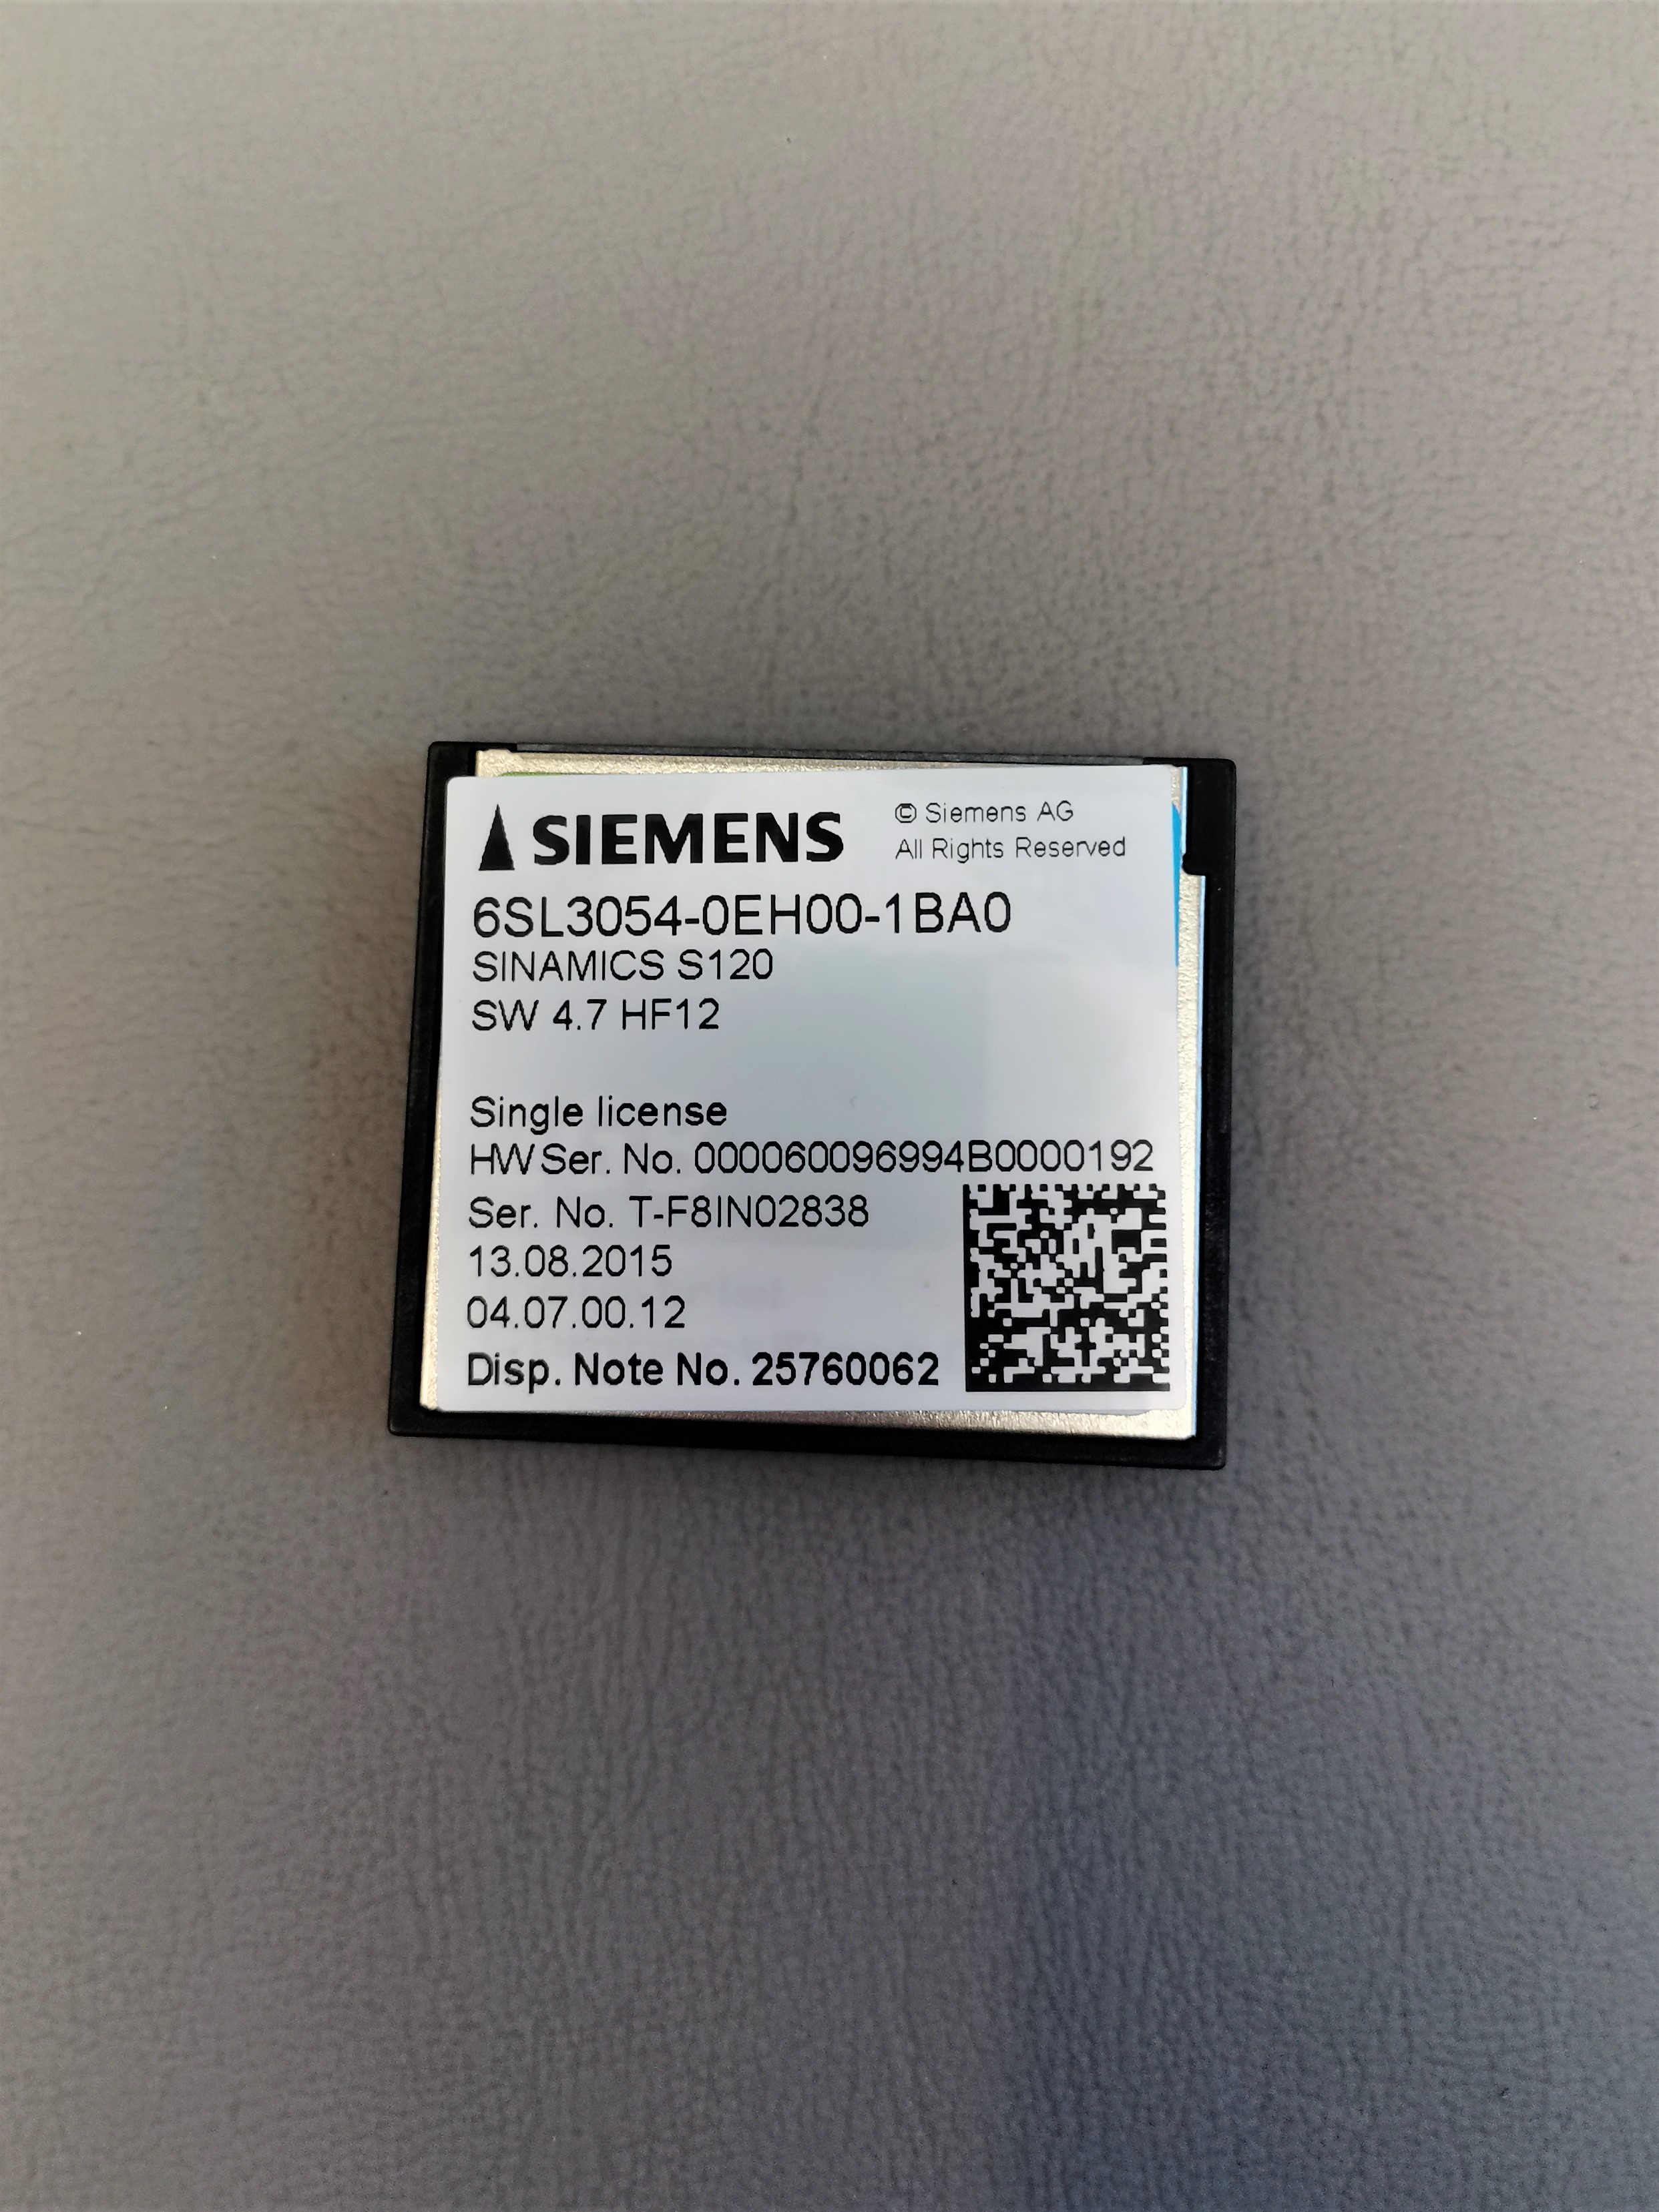 SIEMENS
© Siemens AG
All Rights Reserved
6SL3054-0EH00-1BA0
SINAMICS S120
SW 4.7 HF12
Single license
HW Ser. No. 000060096994B0000192
Ser. No. T-F8IN02838
13.08.2015
04.07.00.12
Disp. Note No. 25760062